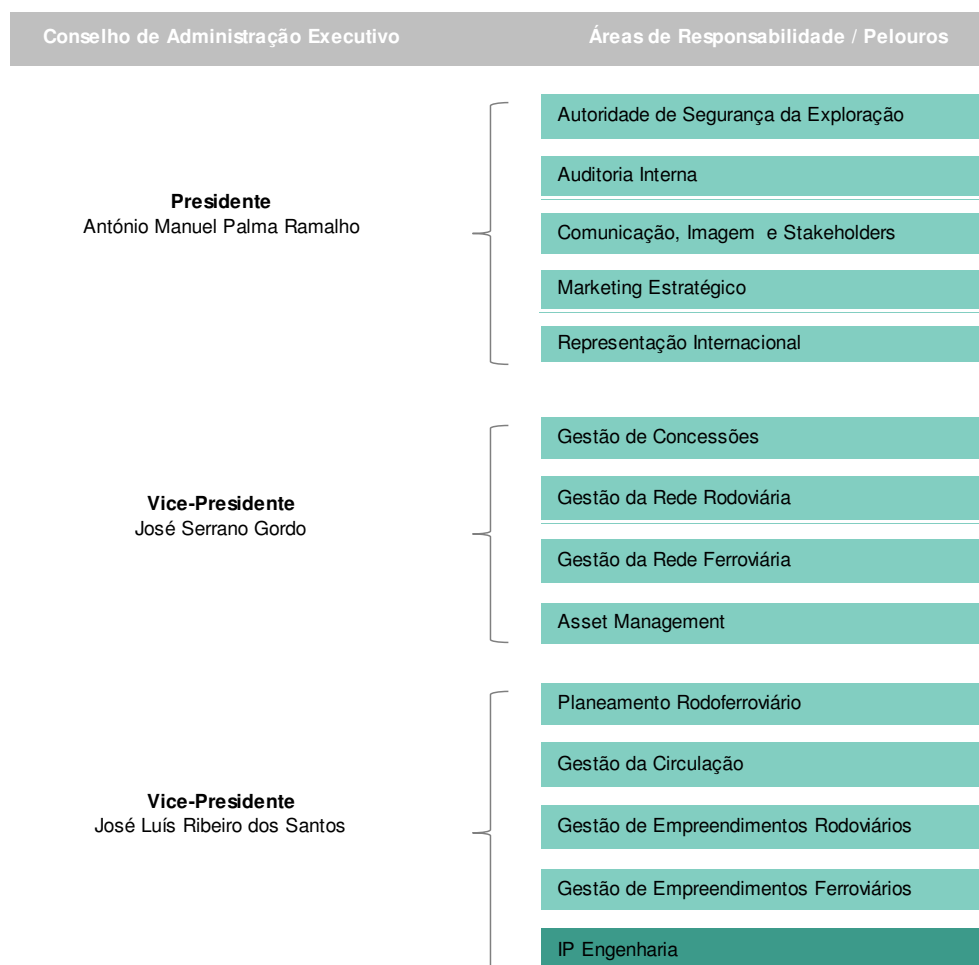 Conselho de Administração Executivo
Áreas de Responsabilidade / Pelouros
Presidente
António Manuel Palma Ramalho
Autoridade de Segurança da Exploração
Auditoria Interna
Comunicação, Imagem e Stakeholders
Marketing Estratégico
Representação Internacional
Vice-Presidente
José Serrano Gordo
Gestão de Concessões
Gestão da Rede Rodoviária
Gestão da Rede Ferroviária
Asset Management
Vice-Presidente
José Luís Ribeiro dos Santos
Planeamento Rodoferroviário
Gestão da Circulação
Gestão de Empreendimentos Rodoviários
Gestão de Empreendimentos Ferroviários
IP Engenharia